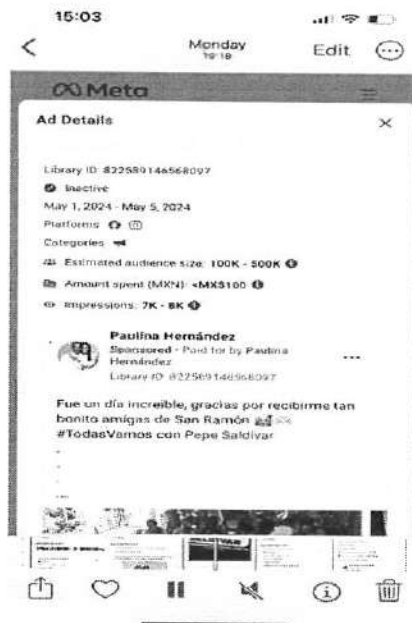 15:03
Monday
19:18
Edit
Meta
Ad Details
Library ID: 822589146568097
Inactive
May 1, 2024 - May 5, 2024
Platforms
Categories
Estimated audience size: 100K - 500K
Amount spent (MXN): <MX$100
Impressions: 7K - 8K
Paulina Hernández
Sponsored · Paid for by Paulina
Hernández
Library ID: 822589146568097
Fue un día increíble, gracias por recibirme tan
bonito amigas de San Ramón
#TodasVamos con Pepe Saldívar